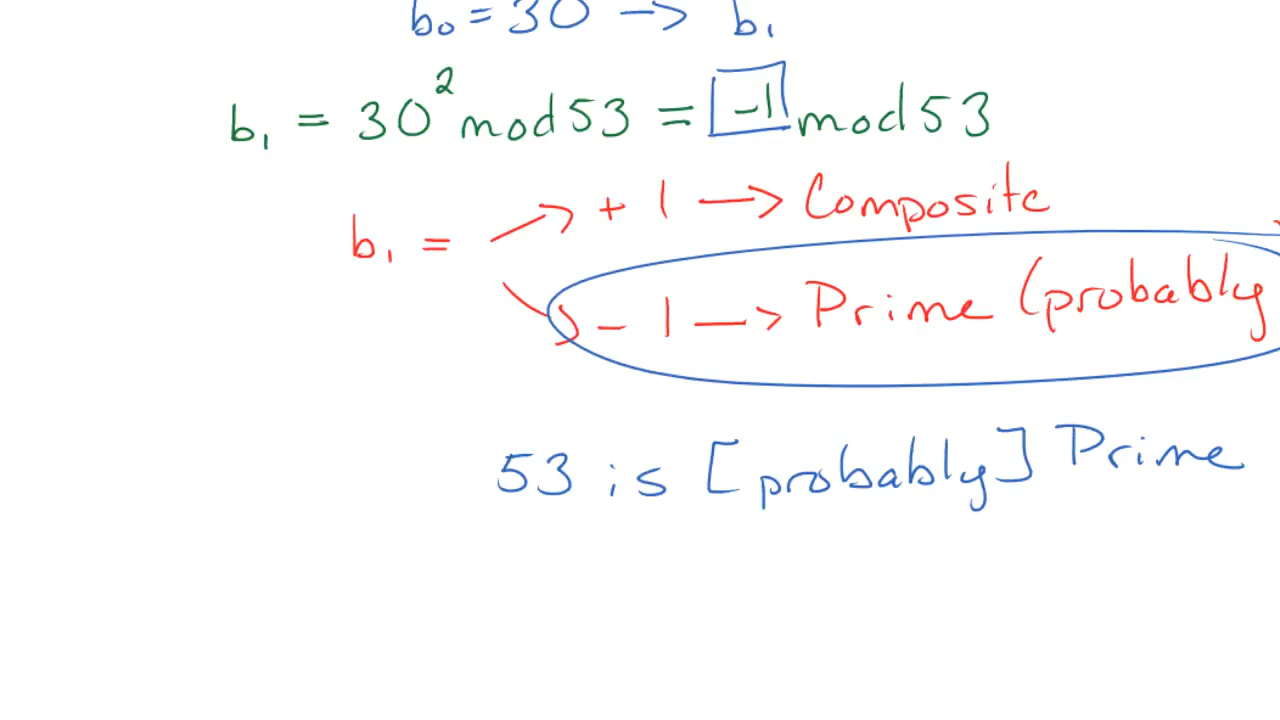 b₀ = 30 → b₁
b₁ = 30² mod 53 = -1 mod 53
b₁ = → + 1 → Composite
→ - 1 → Prime (probably
53 is [probably] Prime